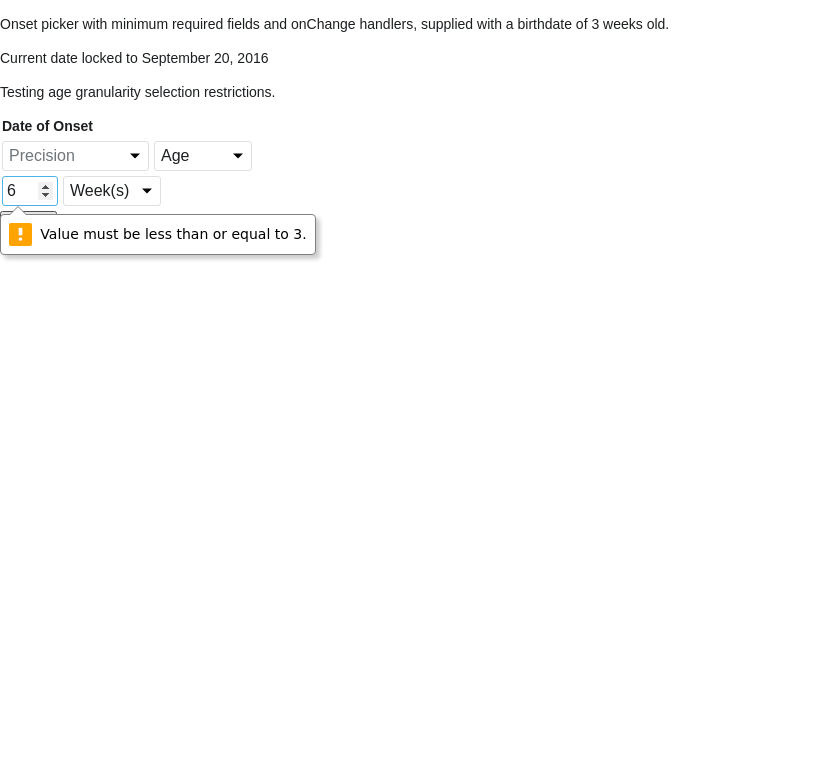 Onset picker with minimum required fields and onChange handlers, supplied with a birthdate of 3 weeks old.
Current date locked to September 20, 2016
Testing age granularity selection restrictions.
Date of Onset
Precision Age
6 Week(s)
Value must be less than or equal to 3.